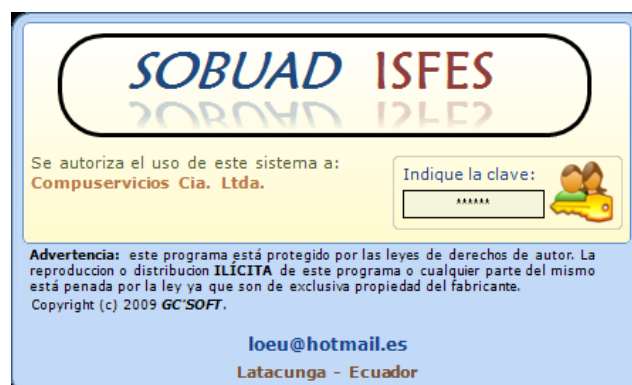 SOBUAD ISFES
Se autoriza el uso de este sistema a:
Compuservicios Cia. Ltda.
Indique la clave:
******
Advertencia: este programa está protegido por las leyes de derechos de autor. La
reproduccion o distribucion ILÍCITA de este programa o cualquier parte del mismo
está penada por la ley ya que son de exclusiva propiedad del fabricante.
Copyright (c) 2009 GC'SOFT.
loeu@hotmail.es
Latacunga - Ecuador